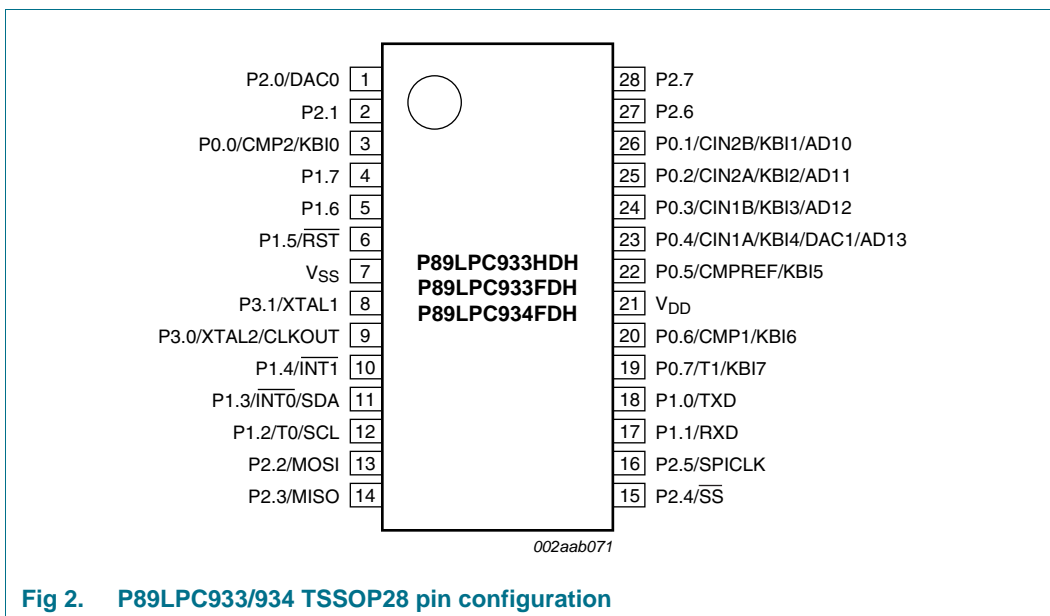 P2.0/DAC0 1
P2.1 2
P0.0/CMP2/KBI0 3
P1.7 4
P1.6 5
P1.5/R̅S̅T̅ 6
VSS 7
P3.1/XTAL1 8
P3.0/XTAL2/CLKOUT 9
P1.4/I̅N̅T̅1̅ 10
P1.3/I̅N̅T̅0̅/SDA 11
P1.2/T0/SCL 12
P2.2/MOSI 13
P2.3/MISO 14
P89LPC933HDH
P89LPC933FDH
P89LPC934FDH
28 P2.7
27 P2.6
26 P0.1/CIN2B/KBI1/AD10
25 P0.2/CIN2A/KBI2/AD11
24 P0.3/CIN1B/KBI3/AD12
23 P0.4/CIN1A/KBI4/DAC1/AD13
22 P0.5/CMPREF/KBI5
21 VDD
20 P0.6/CMP1/KBI6
19 P0.7/T1/KBI7
18 P1.0/TXD
17 P1.1/RXD
16 P2.5/SPICLK
15 P2.4/S̅S̅
002aab071
Fig 2. P89LPC933/934 TSSOP28 pin configuration